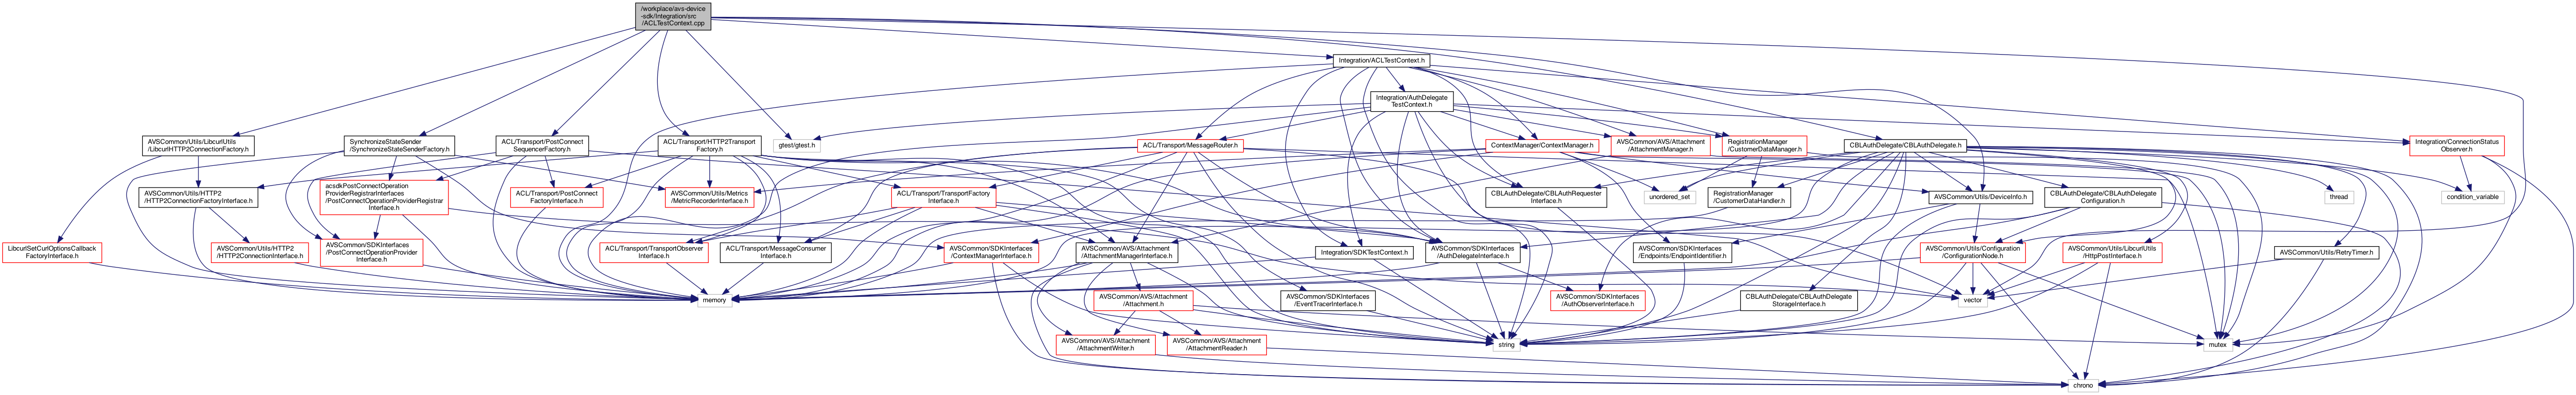 /workplace/avs-device
-sdk/Integration/src
/ACLTestContext.cpp
Integration/ACLTestContext.h
Integration/AuthDelegate
TestContext.h
AVSCommon/Utils/LibcurlUtils
/LibcurlHTTP2ConnectionFactory.h
SynchronizeStateSender
/SynchronizeStateSenderFactory.h
ACL/Transport/PostConnect
SequencerFactory.h
ACL/Transport/HTTP2Transport
Factory.h
gtest/gtest.h
ACL/Transport/MessageRouter.h
ContextManager/ContextManager.h
AVSCommon/AVS/Attachment
/AttachmentManager.h
RegistrationManager
/CustomerDataManager.h
CBLAuthDelegate/CBLAuthDelegate.h
Integration/ConnectionStatus
Observer.h
AVSCommon/Utils/HTTP2
/HTTP2ConnectionFactoryInterface.h
acsdkPostConnectOperation
ProviderRegistrarInterfaces
/PostConnectOperationProviderRegistrar
Interface.h
ACL/Transport/PostConnect
FactoryInterface.h
AVSCommon/Utils/Metrics
/MetricRecorderInterface.h
ACL/Transport/TransportFactory
Interface.h
CBLAuthDelegate/CBLAuthRequester
Interface.h
unordered_set
RegistrationManager
/CustomerDataHandler.h
AVSCommon/Utils/DeviceInfo.h
CBLAuthDelegate/CBLAuthDelegate
Configuration.h
thread
condition_variable
LibcurlSetCurlOptionsCallback
FactoryInterface.h
AVSCommon/Utils/HTTP2
/HTTP2ConnectionInterface.h
AVSCommon/SDKInterfaces
/PostConnectOperationProvider
Interface.h
ACL/Transport/TransportObserver
Interface.h
ACL/Transport/MessageConsumer
Interface.h
AVSCommon/SDKInterfaces
/ContextManagerInterface.h
AVSCommon/AVS/Attachment
/AttachmentManagerInterface.h
Integration/SDKTestContext.h
AVSCommon/SDKInterfaces
/AuthDelegateInterface.h
AVSCommon/SDKInterfaces
/Endpoints/EndpointIdentifier.h
AVSCommon/Utils/Configuration
/ConfigurationNode.h
AVSCommon/Utils/LibcurlUtils
/HttpPostInterface.h
AVSCommon/Utils/RetryTimer.h
memory
AVSCommon/AVS/Attachment
/Attachment.h
AVSCommon/SDKInterfaces
/EventTracerInterface.h
AVSCommon/SDKInterfaces
/AuthObserverInterface.h
CBLAuthDelegate/CBLAuthDelegate
StorageInterface.h
vector
AVSCommon/AVS/Attachment
/AttachmentWriter.h
AVSCommon/AVS/Attachment
/AttachmentReader.h
string
mutex
chrono